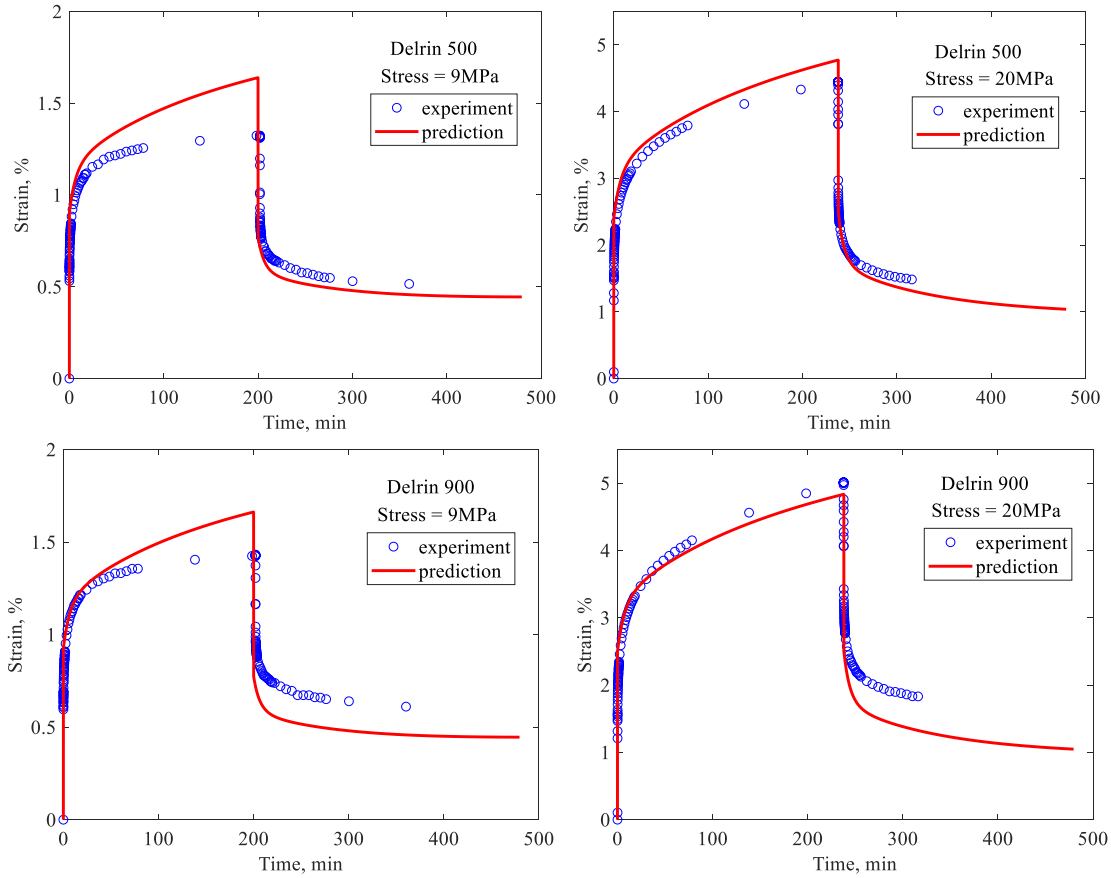 2
1.5
1
0.5
0
Strain, %
Delrin 500
Stress = 9MPa
experiment
prediction
0 100 200 300 400 500
Time, min
5
4
3
2
1
0
Strain, %
Delrin 500
Stress = 20MPa
experiment
prediction
0 100 200 300 400 500
Time, min
2
1.5
1
0.5
0
Strain, %
Delrin 900
Stress = 9MPa
experiment
prediction
0 100 200 300 400 500
Time, min
5
4
3
2
1
0
Strain, %
Delrin 900
Stress = 20MPa
experiment
prediction
0 100 200 300 400 500
Time, min